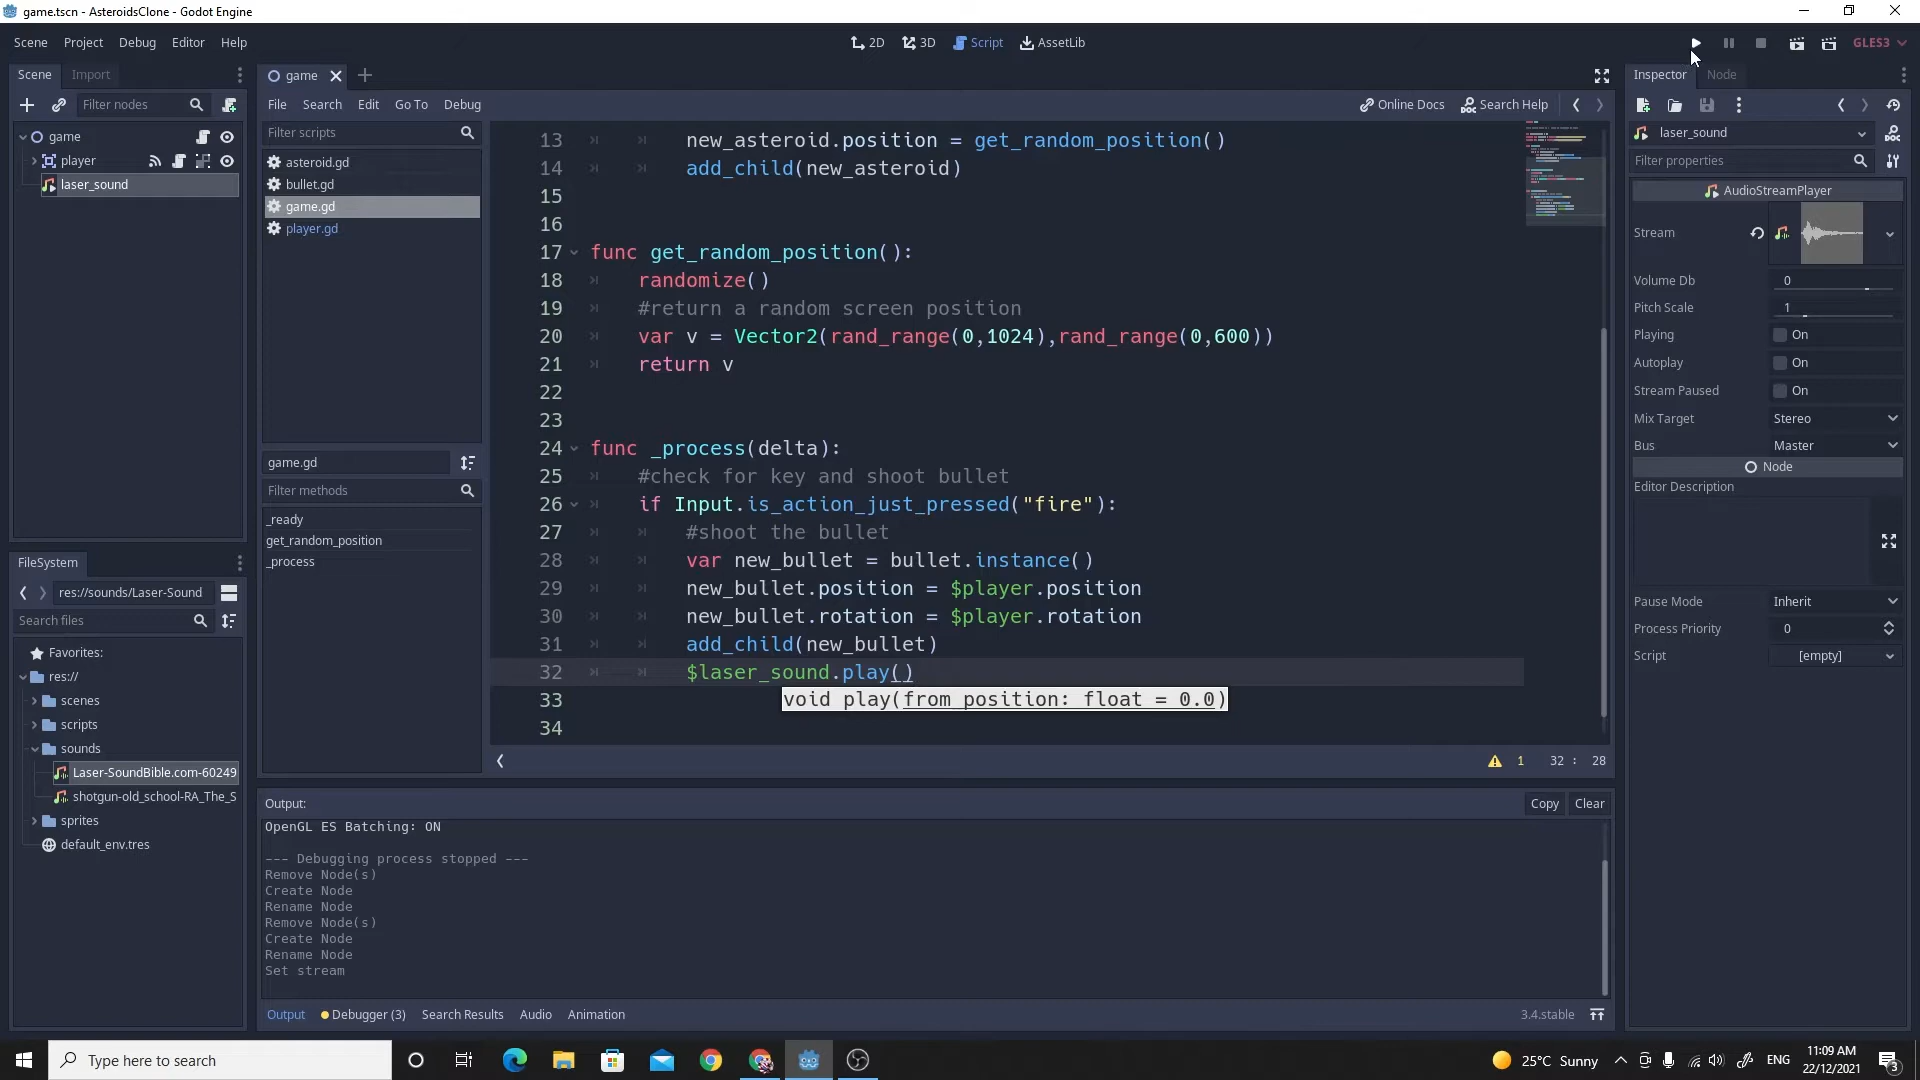 game.tscn - AsteroidsClone - Godot Engine
Scene Project Debug Editor Help
2D 3D Script AssetLib
GLES3
Scene Import
Filter nodes
game
player
laser_sound
FileSystem
res://sounds/Laser-Sound
Search files
Favorites:
res://
scenes
scripts
sounds
Laser-SoundBible.com-60249
shotgun-old_school-RA_The_S
sprites
default_env.tres
game
File Search Edit Go To Debug
Online Docs Search Help
Filter scripts
asteroid.gd
bullet.gd
game.gd
player.gd
game.gd
Filter methods
_ready
get_random_position
_process
13 new_asteroid.position = get_random_position()
14 add_child(new_asteroid)
15
16
17 func get_random_position():
18 randomize()
19 #return a random screen position
20 var v = Vector2(rand_range(0,1024),rand_range(0,600))
21 return v
22
23
24 func _process(delta):
25 #check for key and shoot bullet
26 if Input.is_action_just_pressed("fire"):
27 #shoot the bullet
28 var new_bullet = bullet.instance()
29 new_bullet.position = $player.position
30 new_bullet.rotation = $player.rotation
31 add_child(new_bullet)
32 $laser_sound.play()
33 void play(from_position: float = 0.0)
34
1 32 : 28
Output:
Copy Clear
OpenGL ES Batching: ON
--- Debugging process stopped ---
Remove Node(s)
Create Node
Rename Node
Remove Node(s)
Create Node
Rename Node
Set stream
Output Debugger (3) Search Results Audio Animation
3.4.stable
Inspector Node
laser_sound
Filter properties
AudioStreamPlayer
Stream
Volume Db 0
Pitch Scale 1
Playing On
Autoplay On
Stream Paused On
Mix Target Stereo
Bus Master
Node
Editor Description
Pause Mode Inherit
Process Priority 0
Script [empty]
Type here to search
25°C Sunny
ENG
11:09 AM
22/12/2021
3